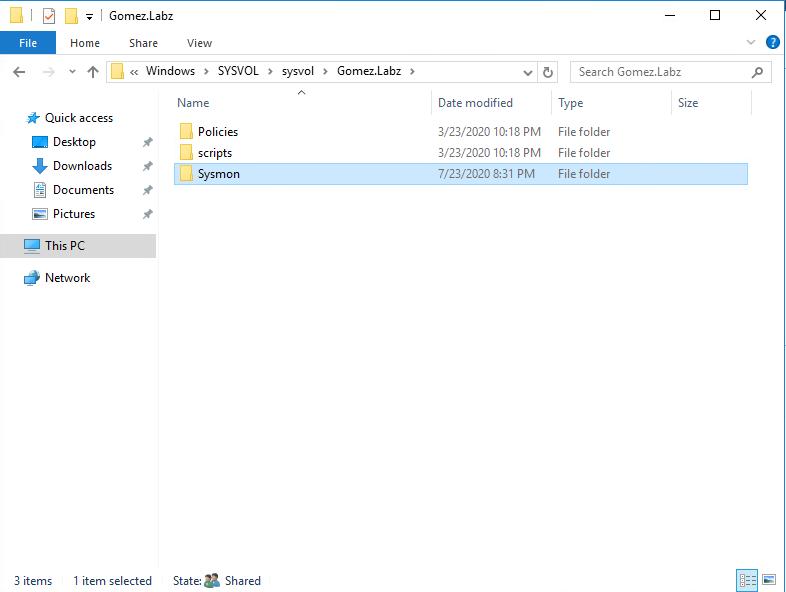 Gomez.Labz
File Home Share View
« Windows > SYSVOL > sysvol > Gomez.Labz > Search Gomez.Labz
Name Date modified Type Size
Quick access
Desktop
Downloads
Documents
Pictures
This PC
Network
Policies 3/23/2020 10:18 PM File folder
scripts 3/23/2020 10:18 PM File folder
Sysmon 7/23/2020 8:31 PM File folder
3 items 1 item selected State: Shared